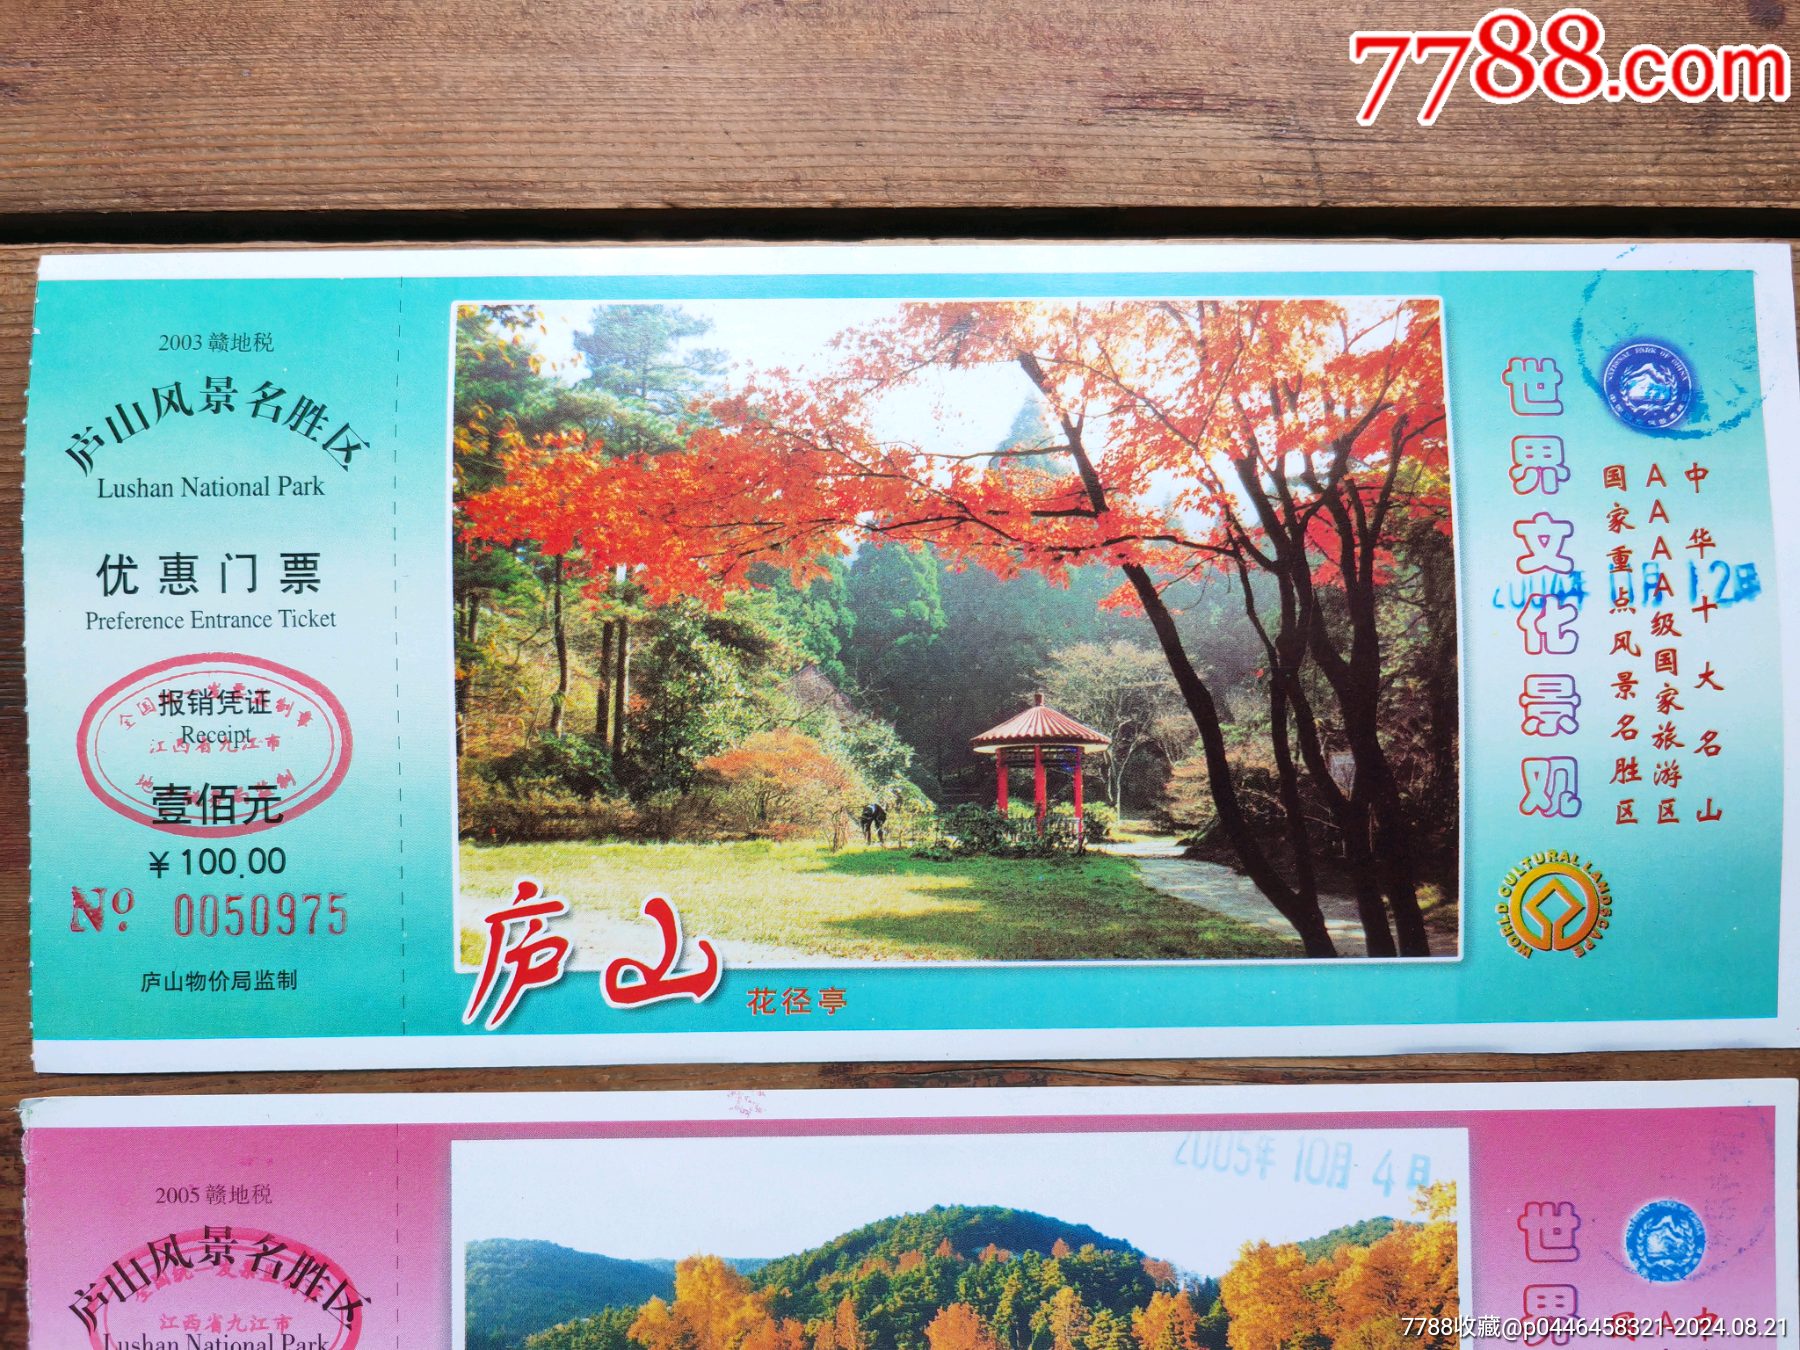 7788.com
2003 赣地税
庐山风景名胜区
Lushan National Park
优惠门票
Preference Entrance Ticket
报销凭证
Receipt
江西省九江市
壹佰元
¥100.00
No 0050975
庐山物价局监制
庐山
花径亭
世界文化景观
NATIONAL PARK OF CHINA
中华十大名山
AAAA级国家旅游区
国家重点风景名胜区
2004年 11月 12日
WORLD CULTURAL LANDSCAPE
2005 赣地税
庐山风景名胜区
江西省九江市
Lushan National Park
2005年 10月 4日
世界
中
A
7788收藏@p0446458321-2024.08.21